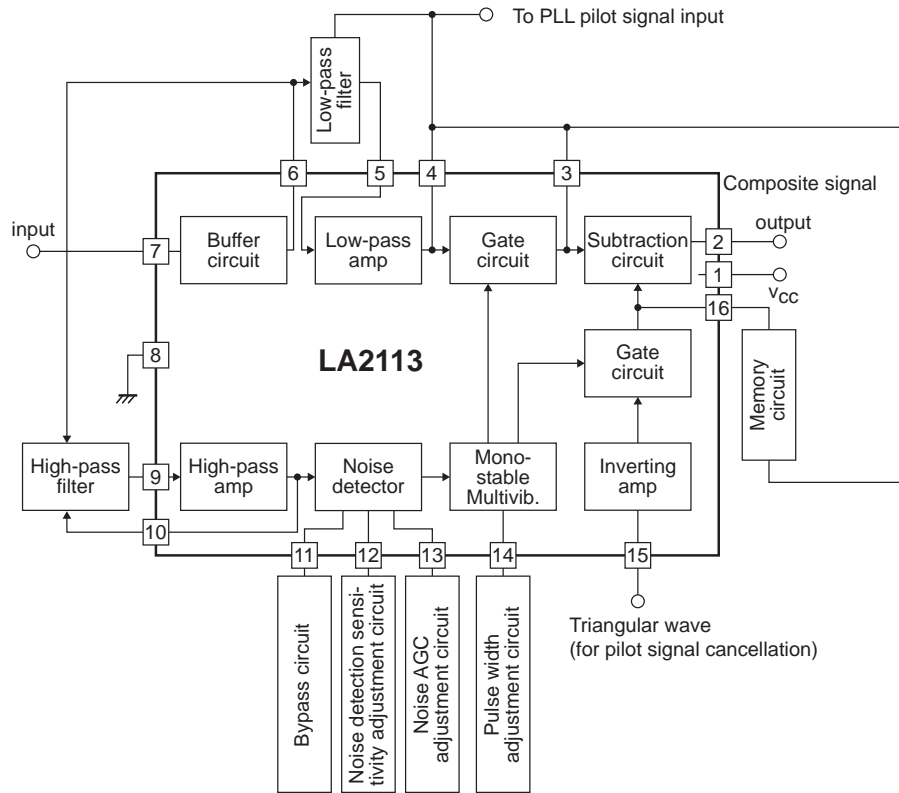 To PLL pilot signal input
Low-pass
filter
6
5
4
3
Composite signal
input
7
Buffer
circuit
Low-pass
amp
Gate
circuit
Subtraction
circuit
2
output
1
VCC
16
8
LA2113
Gate
circuit
Memory
circuit
High-pass
filter
9
High-pass
amp
Noise
detector
Mono-
stable
Multivib.
Inverting
amp
10
11
12
13
14
15
Bypass circuit
Noise detection sensi-
tivity adjustment circuit
Noise AGC
adjustment circuit
Pulse width
adjustment circuit
Triangular wave
(for pilot signal cancellation)